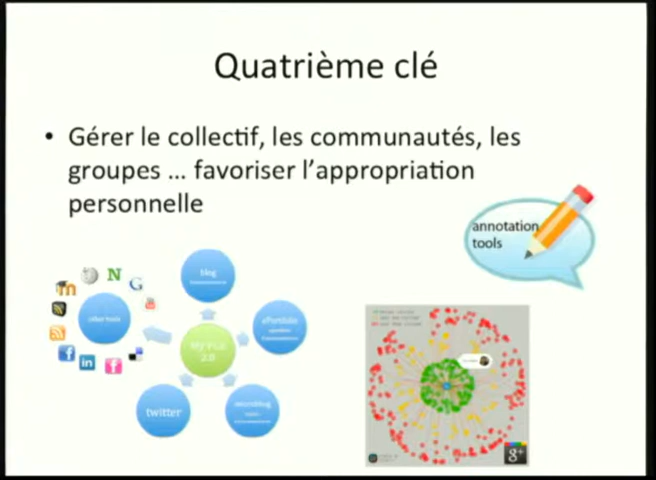 Quatrième clé
• Gérer le collectif, les communautés, les
groupes ... favoriser l'appropriation
personnelle
annotation
tools
blog
other tools
ePortfolio
My PLE
2.0
twitter
microblog